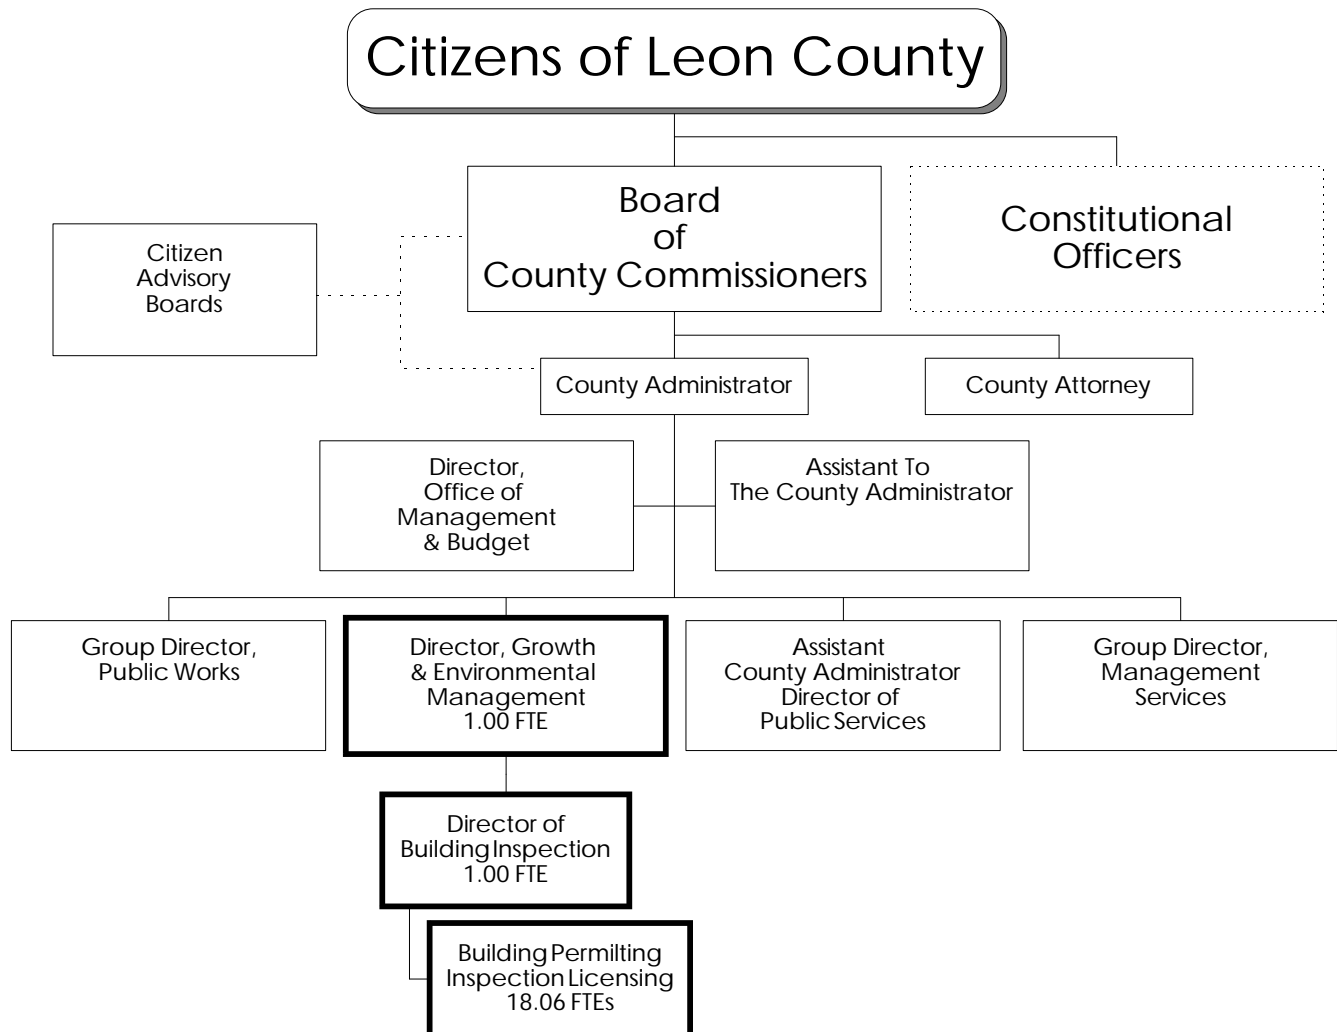 Citizens of Leon County
Board
of
County Commissioners
Constitutional
Officers
Citizen
Advisory
Boards
County Administrator
County Attorney
Director,
Office of
Management
& Budget
Assistant To
The County Administrator
Group Director,
Public Works
Director, Growth
& Environmental
Management
1.00 FTE
Assistant
County Administrator
Director of
Public Services
Group Director,
Management
Services
Director of
Building Inspection
1.00 FTE
Building Permilting
Inspection Licensing
18.06 FTEs